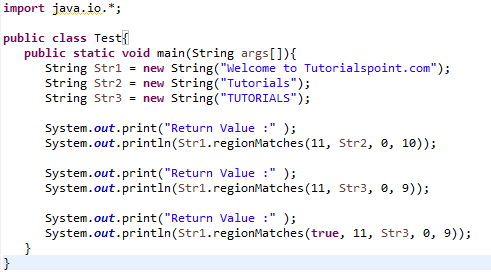 import java.io.*;
public class Test{
public static void main(String args[]){
String Str1 = new String("Welcome to Tutorialspoint.com");
String Str2 = new String("Tutorials");
String Str3 = new String("TUTORIALS");
System.out.print("Return Value :" );
System.out.println(Str1.regionMatches(11, Str2, 0, 10));
System.out.print("Return Value :" );
System.out.println(Str1.regionMatches(11, Str3, 0, 9));
System.out.print("Return Value :" );
System.out.println(Str1.regionMatches(true, 11, Str3, 0, 9));
}
}